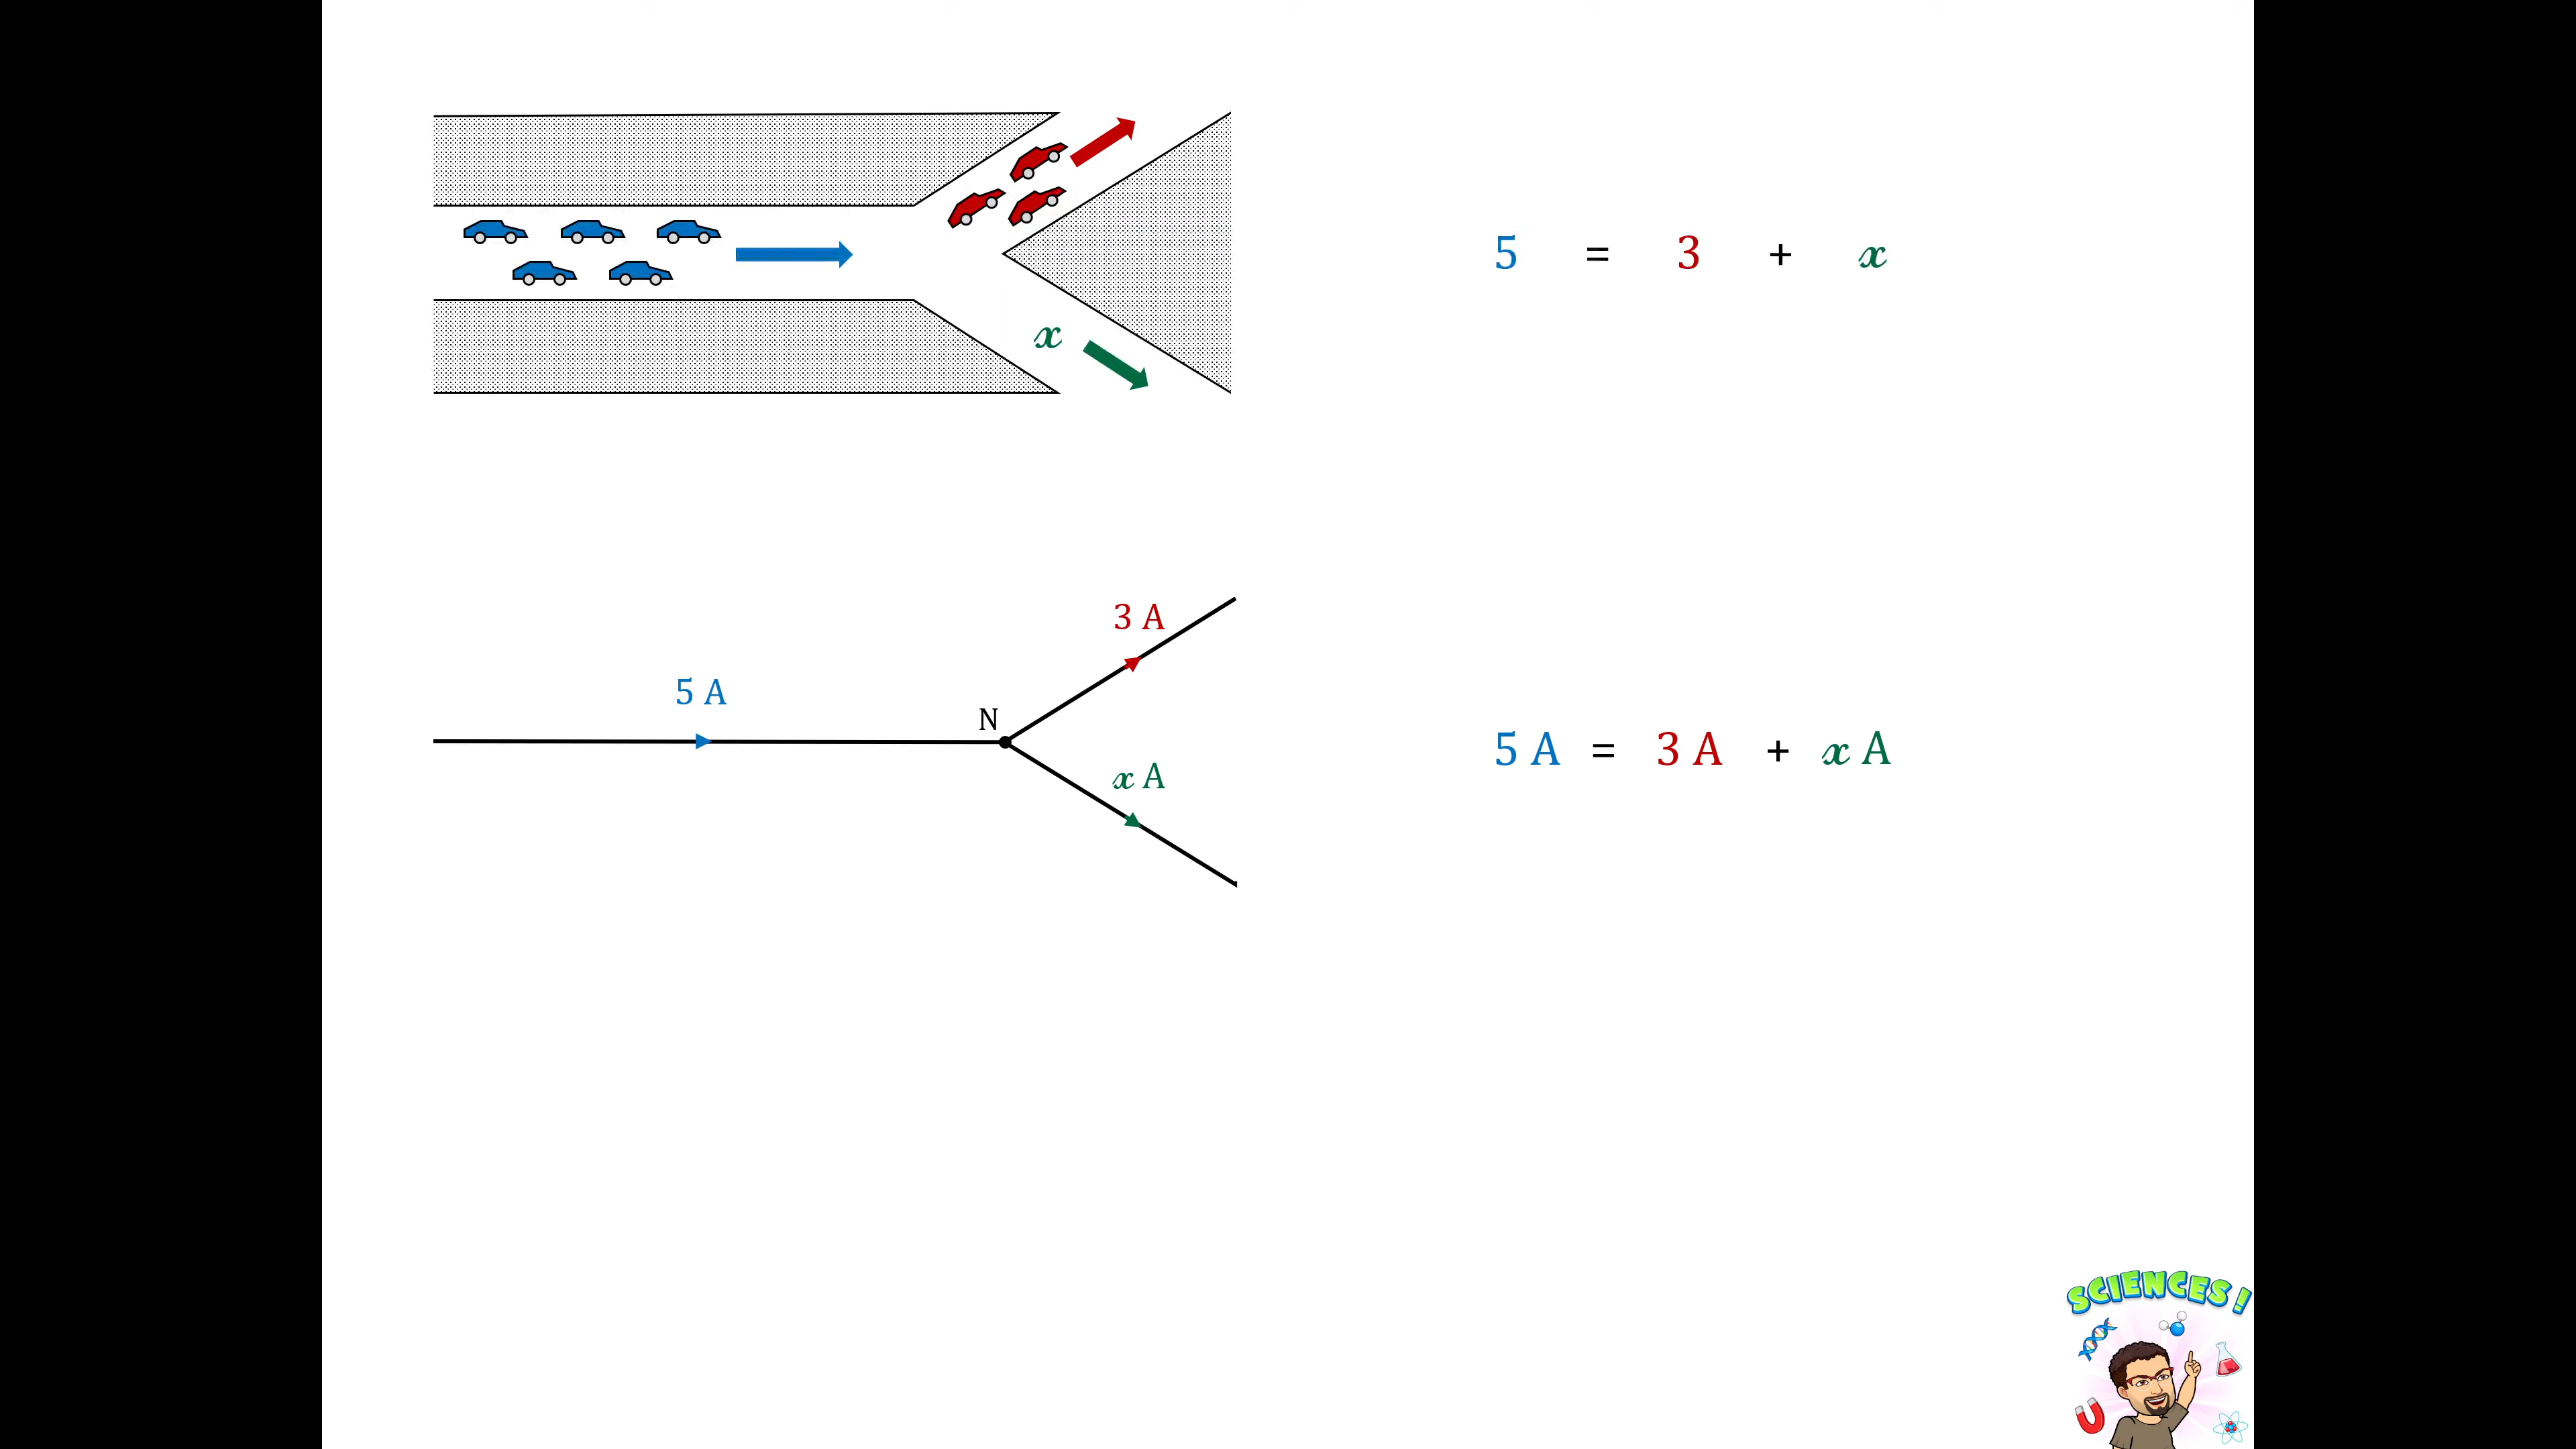 5 = 3 + x
x
3 A
5 A
N
x A
5 A = 3 A + x A
SCIENCES !